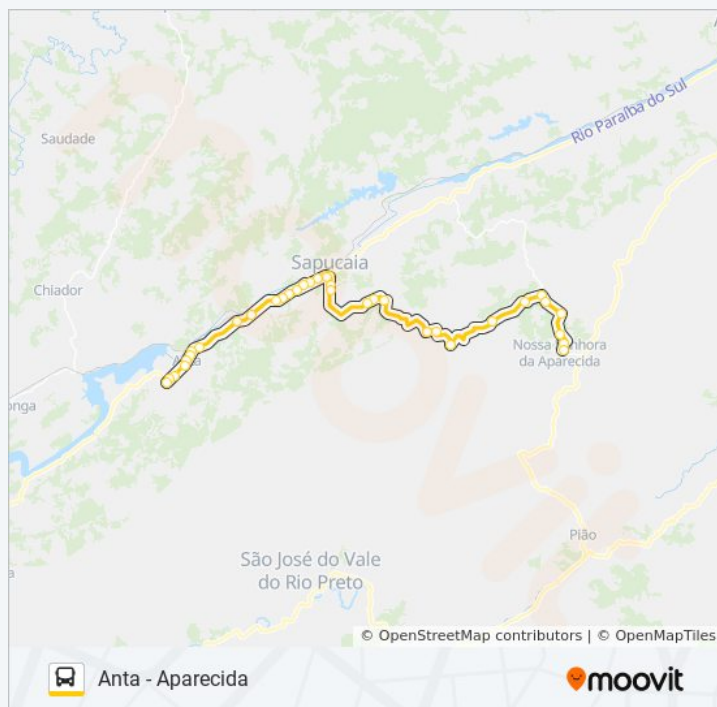 Rio Paraíba do Sul
Saudade
Sapucaia
Chiador
Nossa Senhora
da Aparecida
Pião
São José do Vale
do Rio Preto
© OpenStreetMap contributors | © OpenMapTiles
Anta - Aparecida
moovit